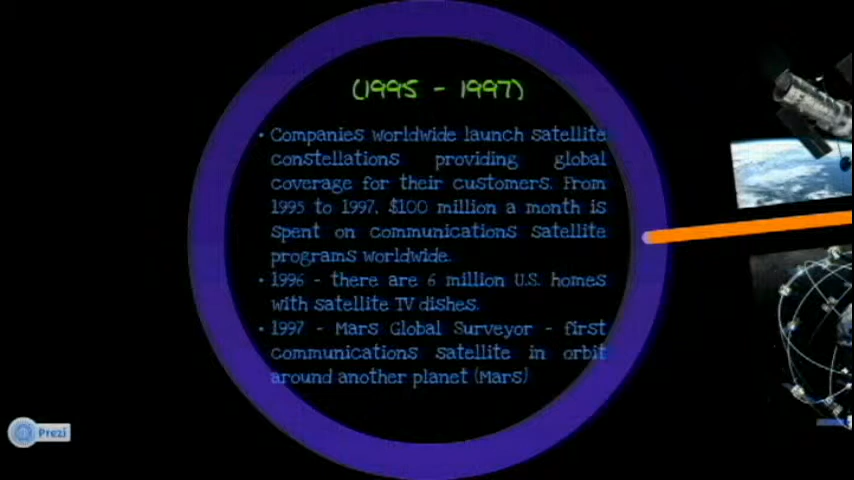 (1995 - 1997)
• Companies worldwide launch satellite
constellations providing global
coverage for their customers. From
1995 to 1997, $100 million a month is
spent on communications satellite
programs worldwide.
• 1996 - there are 6 million U.S. homes
with satellite TV dishes.
• 1997 - Mars Global Surveyor - first
communications satellite in orbit
around another planet (Mars)
Prezi